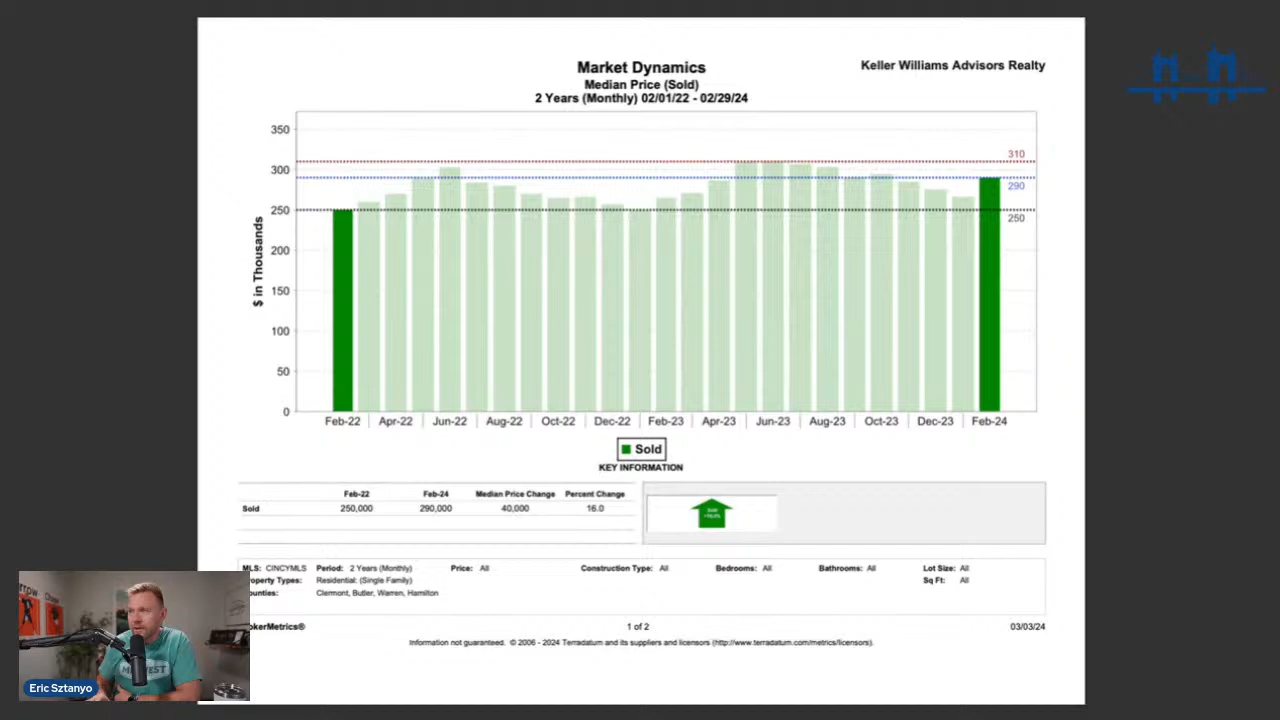 Market Dynamics
Keller Williams Advisors Realty
Median Price (Sold)
2 Years (Monthly) 02/01/22 - 02/29/24
350
300
250
200
150
100
50
0
$ in Thousands
310
290
250
Feb-22 Apr-22 Jun-22 Aug-22 Oct-22 Dec-22 Feb-23 Apr-23 Jun-23 Aug-23 Oct-23 Dec-23 Feb-24
Sold
KEY INFORMATION
Feb-22 Feb-24 Median Price Change Percent Change
Sold 250,000 290,000 40,000 16.0
MLS: CINCYMLS Period: 2 Years (Monthly) Price: All Construction Type: All Bedrooms: All Bathrooms: All Lot Size: All
operty Types: Residential: (Single Family) Sq Ft: All
ounties: Clermont, Butler, Warren, Hamilton
okerMetrics® 1 of 2 03/03/24
Information not guaranteed. © 2006 - 2024 Terradatum and its suppliers and licensors (http://www.terradatum.com/metrics/licensors).
Eric Sztanyo